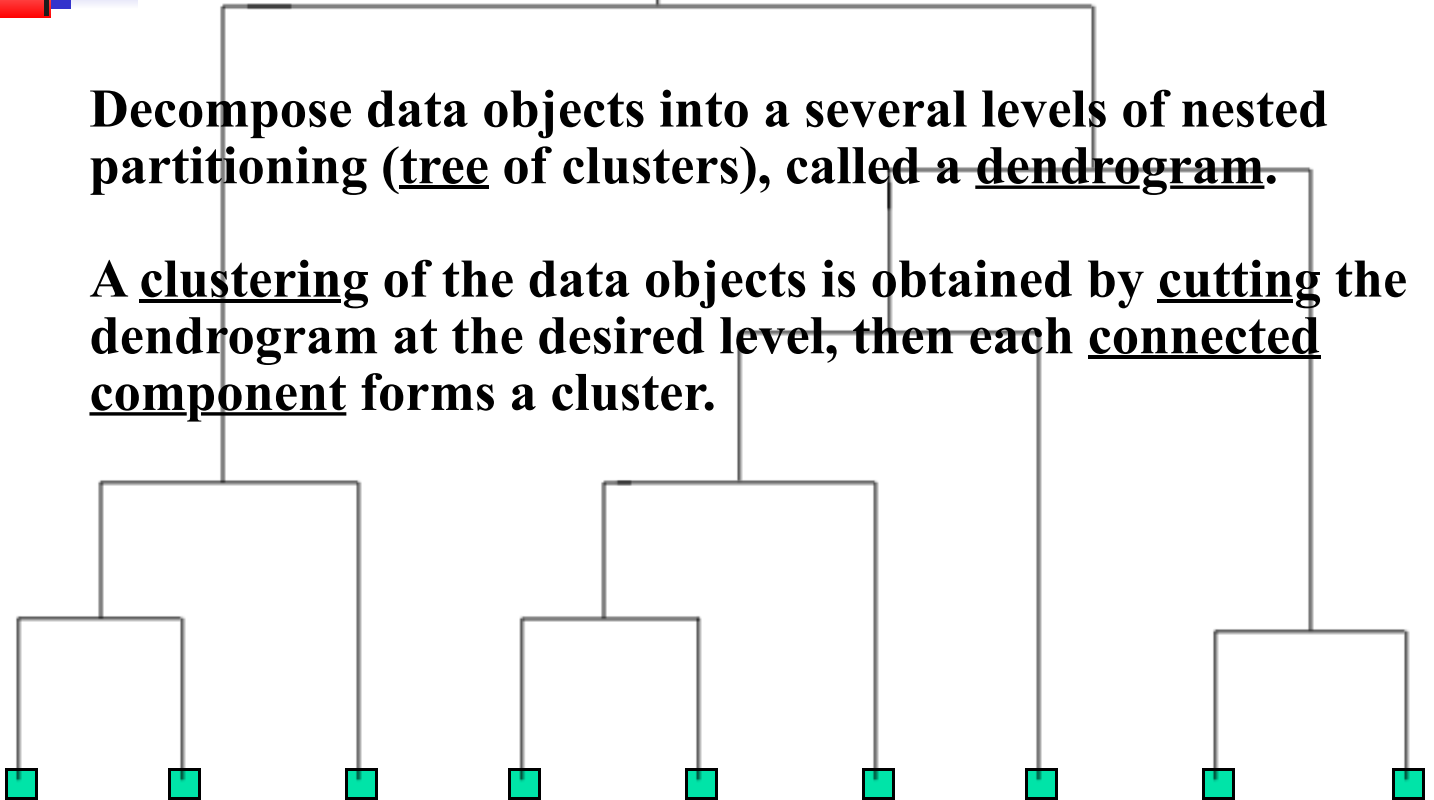 Decompose data objects into a several levels of nested
partitioning (tree of clusters), called a dendrogram.
A clustering of the data objects is obtained by cutting the
dendrogram at the desired level, then each connected
component forms a cluster.